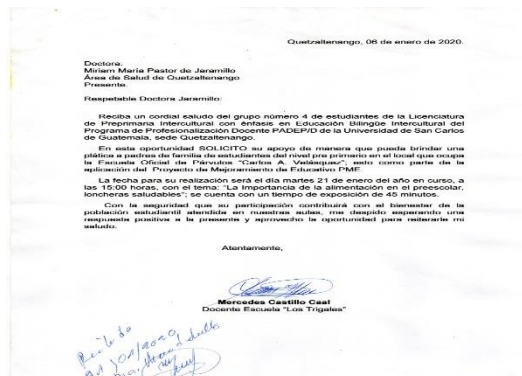 Quetzaltenango, 06 de enero de 2020.
Doctora.
Miriam María Pastor de Jaramillo
Área de Salud de Quetzaltenango
Presente.
Respetable Doctora Jaramillo:
Reciba un cordial saludo del grupo número 4 de estudiantes de la Licenciatura
de Preprimaria Intercultural con énfasis en Educación Bilingüe Intercultural del
Programa de Profesionalización Docente PADEP/D de la Universidad de San Carlos
de Guatemala, sede Quetzaltenango.
En esta oportunidad SOLICITO su apoyo de manera que pueda brindar una
plática a padres de familia de estudiantes del nivel pre primario en el local que ocupa
la Escuela Oficial de Párvulos "Carlos A. Velásquez"; esto como parte de la
aplicación del Proyecto de Mejoramiento de Educativo PME.
La fecha para su realización será el día martes 21 de enero del año en curso, a
las 15:00 horas, con el tema: "La Importancia de la alimentación en el preescolar,
loncheras saludables"; se cuenta con un tiempo de exposición de 45 minutos.
Con la seguridad que su participación contribuirá con el bienestar de la
población estudiantil atendida en nuestras aulas, me despido esperando una
respuesta positiva a la presente y aprovecho la oportunidad para reiterarle mi
saludo.
Atentamente,
Mercedes Castillo Caal
Docente Escuela "Los Trigales"